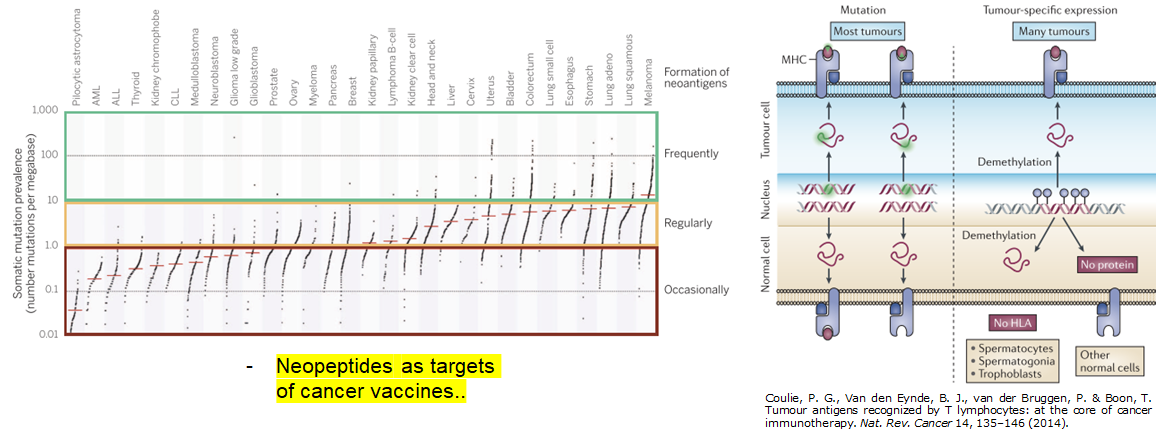 Pilocytic astrocytoma
AML
ALL
Thyroid
Kidney chromophobe
CLL
Medulloblastoma
Neuroblastoma
Glioma low grade
Globlastoma
Prostate
Ovary
Myeloma
Pancreas
Breast
Kidney papillary
Lymphoma B-cell
Kidney clear cell
Head and neck
Liver
Cervix
Uterus
Bladder
Colorectum
Lung small cell
Esophagus
Stomach
Lung adeno
Lung squamous
Melanoma
Formation of
neoantigens
Somatic mutation prevalence
(number mutations per megabase)
1.000
100
10
1.0
0.1
0.01
Frequently
Regularly
Occasionally
- Neopeptides as targets
of cancer vaccines..
Mutation
Tumour-specific expression
Most tumours
Many tumours
MHC
Tumour cell
Demethylation
Nucleus
Demethylation
Normal cell
No protein
No HLA
• Spermatocytes
• Spermatogonia
• Trophoblasts
Other
normal cells
Coulie, P. G., Van den Eynde, B. J., van der Bruggen, P. & Boon, T.
Tumour antigens recognized by T lymphocytes: at the core of cancer
immunotherapy. Nat. Rev. Cancer 14, 135–146 (2014).